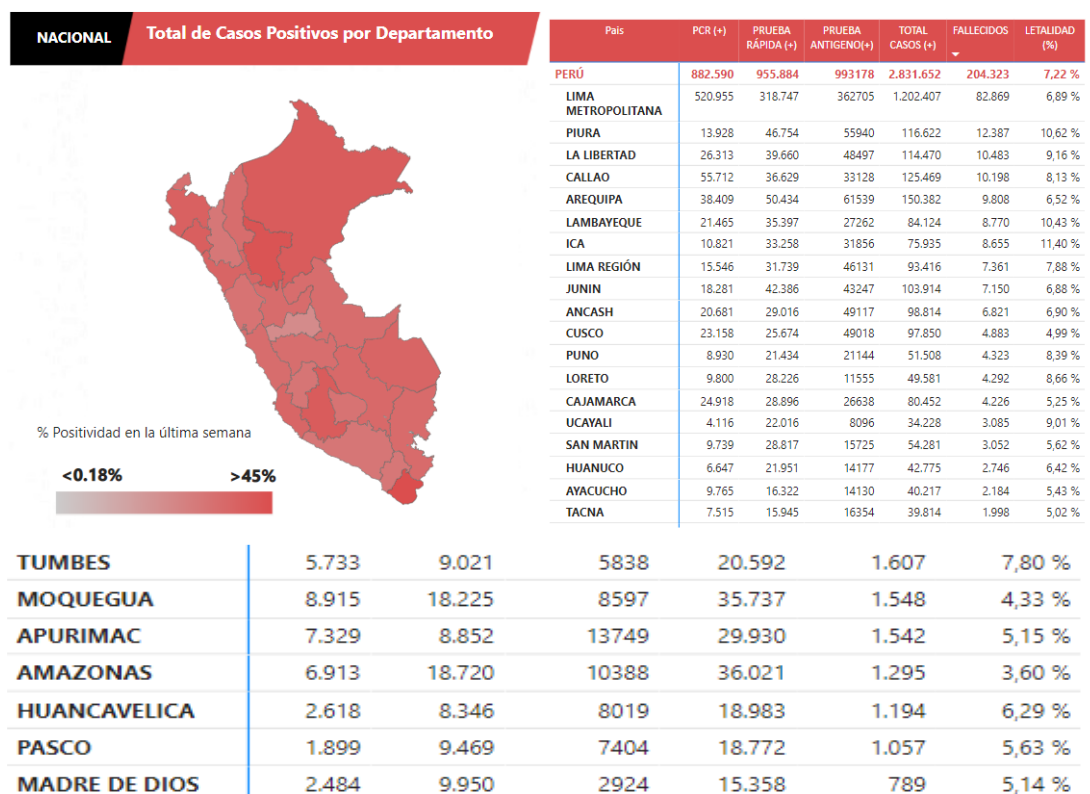 NACIONAL
Total de Casos Positivos por Departamento
% Positividad en la última semana
<0.18% >45%
Pais PCR (+) PRUEBA RÁPIDA (+) PRUEBA ANTIGENO(+) TOTAL CASOS (+) FALLECIDOS LETALIDAD (%)
PERÚ 882.590 955.884 993178 2.831.652 204.323 7,22 %
LIMA METROPOLITANA 520.955 318.747 362705 1.202.407 82.869 6,89 %
PIURA 13.928 46.754 55940 116.622 12.387 10,62 %
LA LIBERTAD 26.313 39.660 48497 114.470 10.483 9,16 %
CALLAO 55.712 36.629 33128 125.469 10.198 8,13 %
AREQUIPA 38.409 50.434 61539 150.382 9.808 6,52 %
LAMBAYEQUE 21.465 35.397 27262 84.124 8.770 10,43 %
ICA 10.821 33.258 31856 75.935 8.655 11,40 %
LIMA REGIÓN 15.546 31.739 46131 93.416 7.361 7,88 %
JUNIN 18.281 42.386 43247 103.914 7.150 6,88 %
ANCASH 20.681 29.016 49117 98.814 6.821 6,90 %
CUSCO 23.158 25.674 49018 97.850 4.883 4,99 %
PUNO 8.930 21.434 21144 51.508 4.323 8,39 %
LORETO 9.800 28.226 11555 49.581 4.292 8,66 %
CAJAMARCA 24.918 28.896 26638 80.452 4.226 5,25 %
UCAYALI 4.116 22.016 8096 34.228 3.085 9,01 %
SAN MARTIN 9.739 28.817 15725 54.281 3.052 5,62 %
HUANUCO 6.647 21.951 14177 42.775 2.746 6,42 %
AYACUCHO 9.765 16.322 14130 40.217 2.184 5,43 %
TACNA 7.515 15.945 16354 39.814 1.998 5,02 %
TUMBES 5.733 9.021 5838 20.592 1.607 7,80 %
MOQUEGUA 8.915 18.225 8597 35.737 1.548 4,33 %
APURIMAC 7.329 8.852 13749 29.930 1.542 5,15 %
AMAZONAS 6.913 18.720 10388 36.021 1.295 3,60 %
HUANCAVELICA 2.618 8.346 8019 18.983 1.194 6,29 %
PASCO 1.899 9.469 7404 18.772 1.057 5,63 %
MADRE DE DIOS 2.484 9.950 2924 15.358 789 5,14 %